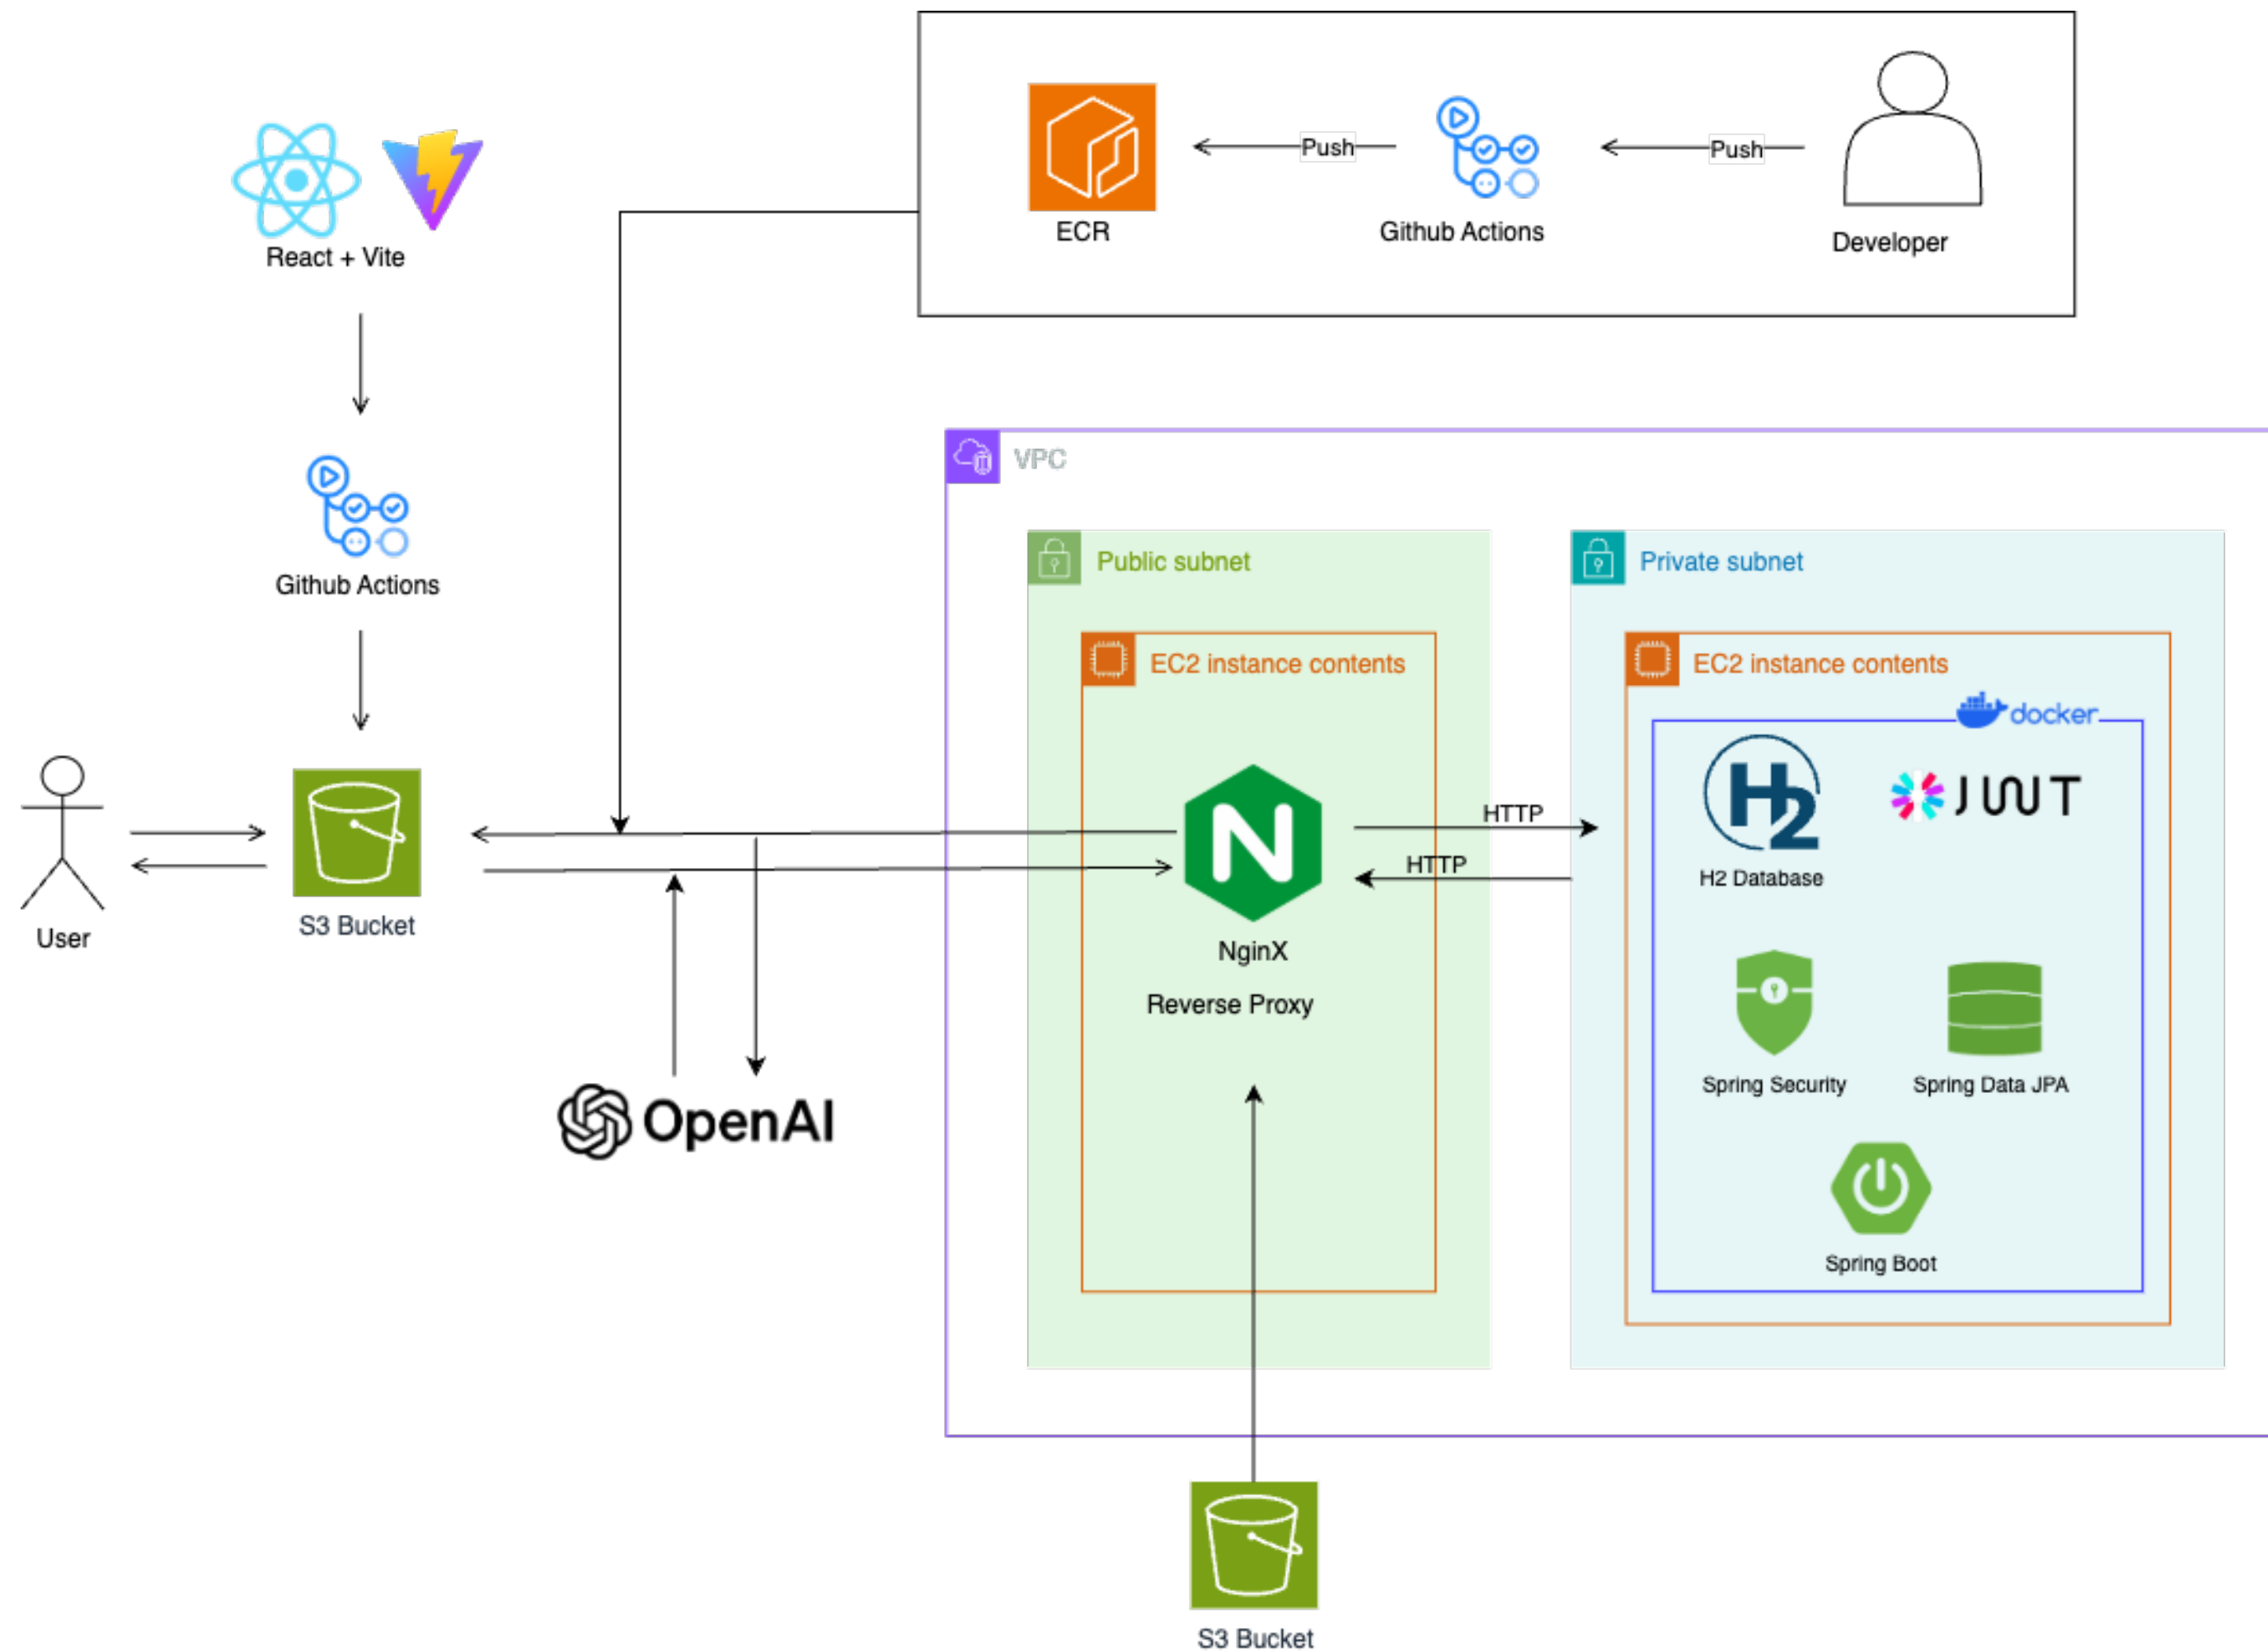 Push
Push
ECR
Github Actions
Developer
React + Vite
VPC
Github Actions
Public subnet
Private subnet
EC2 instance contents
EC2 instance contents
docker
JWT
H2
H2 Database
HTTP
HTTP
User
S3 Bucket
N
NginX
Reverse Proxy
OpenAI
Spring Security
Spring Data JPA
Spring Boot
S3 Bucket